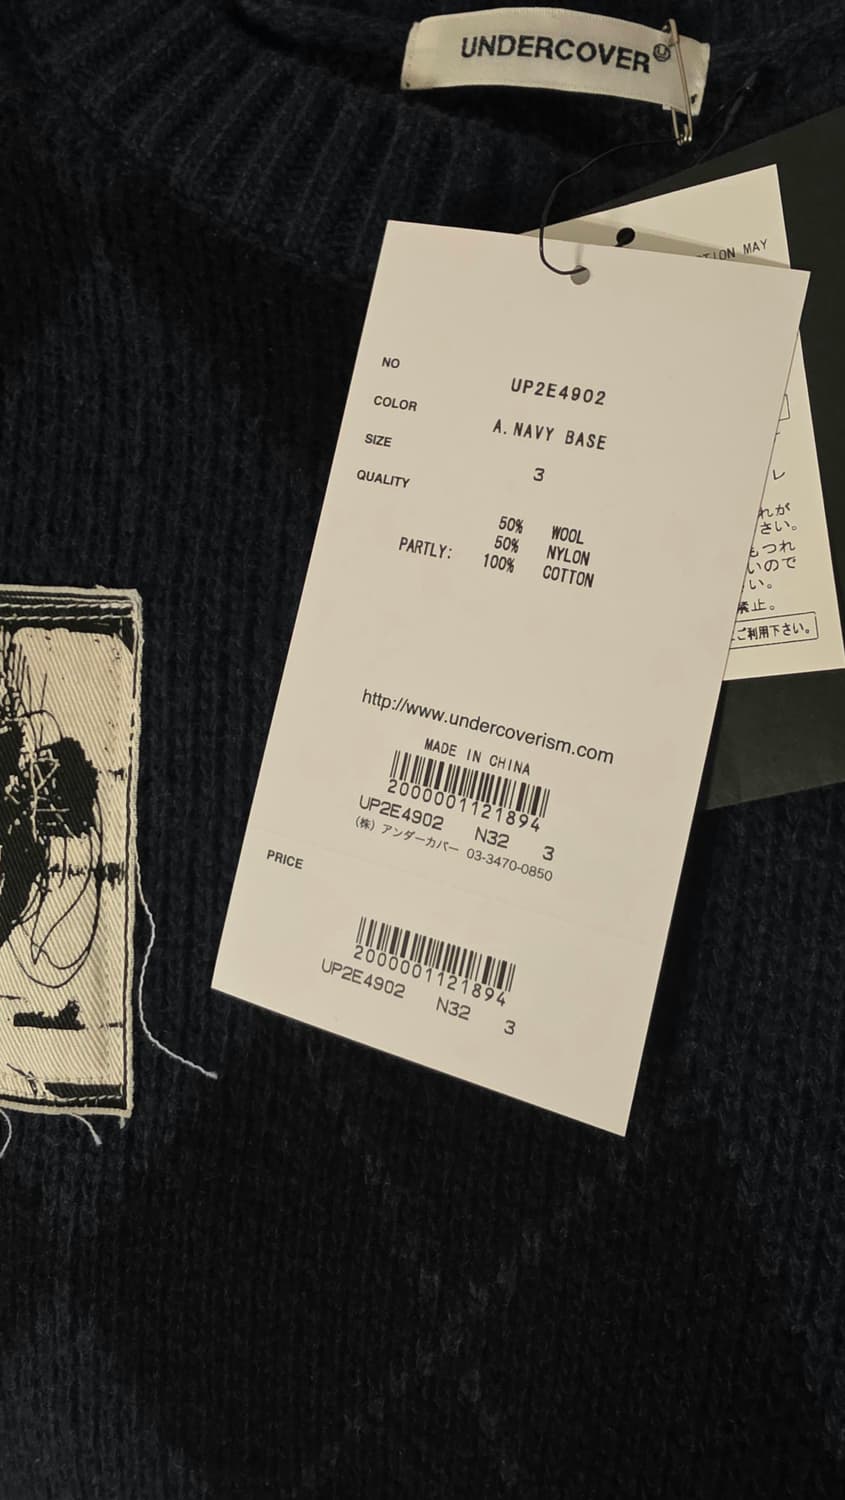 UNDERCOVER
TION MAY
NO UP2E4902
COLOR A.NAVY BASE
SIZE 3
QUALITY
50% WOOL
50% NYLON
PARTLY: 100% COTTON
http://www.undercoverism.com
MADE IN CHINA
2000001121894
UP2E4902 N32 3
(株) アンダーカバー 03-3470-0850
PRICE
2000001121894
UP2E4902 N32 3
レ
れが
さい。
もつれ
いので
い。
禁止。
ご利用下さい。